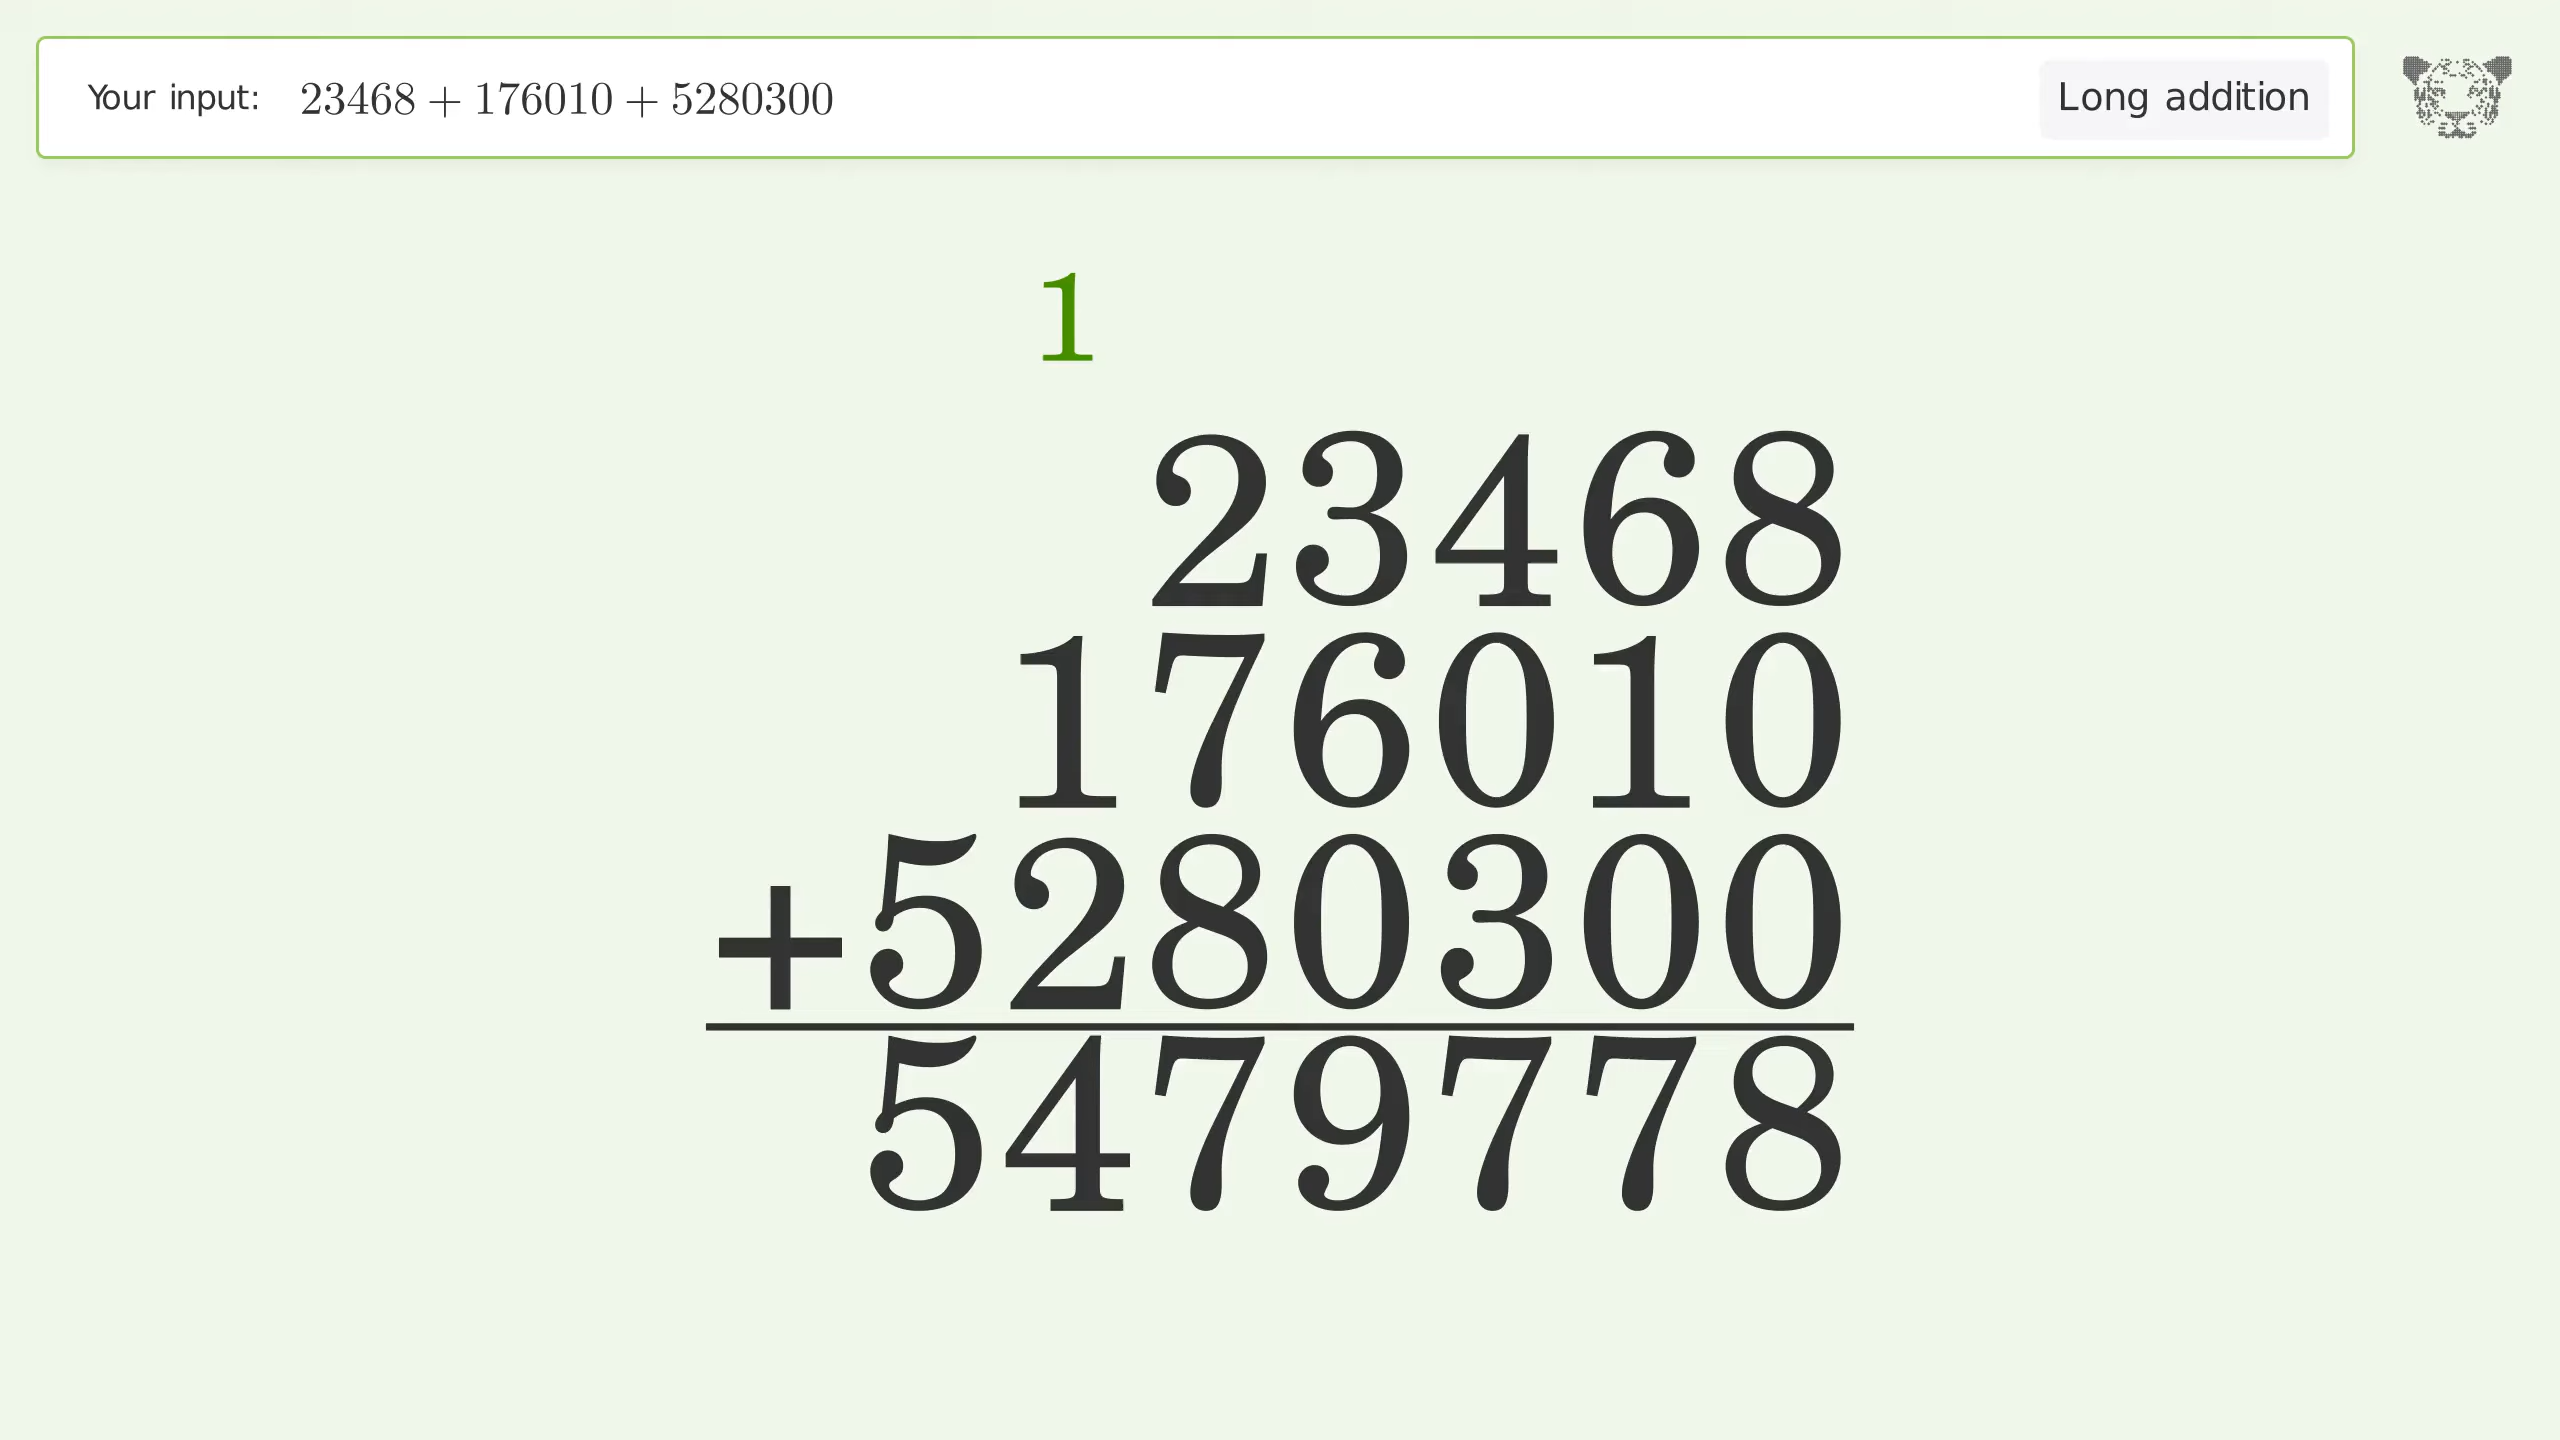 Your input: 23468 + 176010 + 5280300
Long addition
1
23468
176010
+5280300
5479778